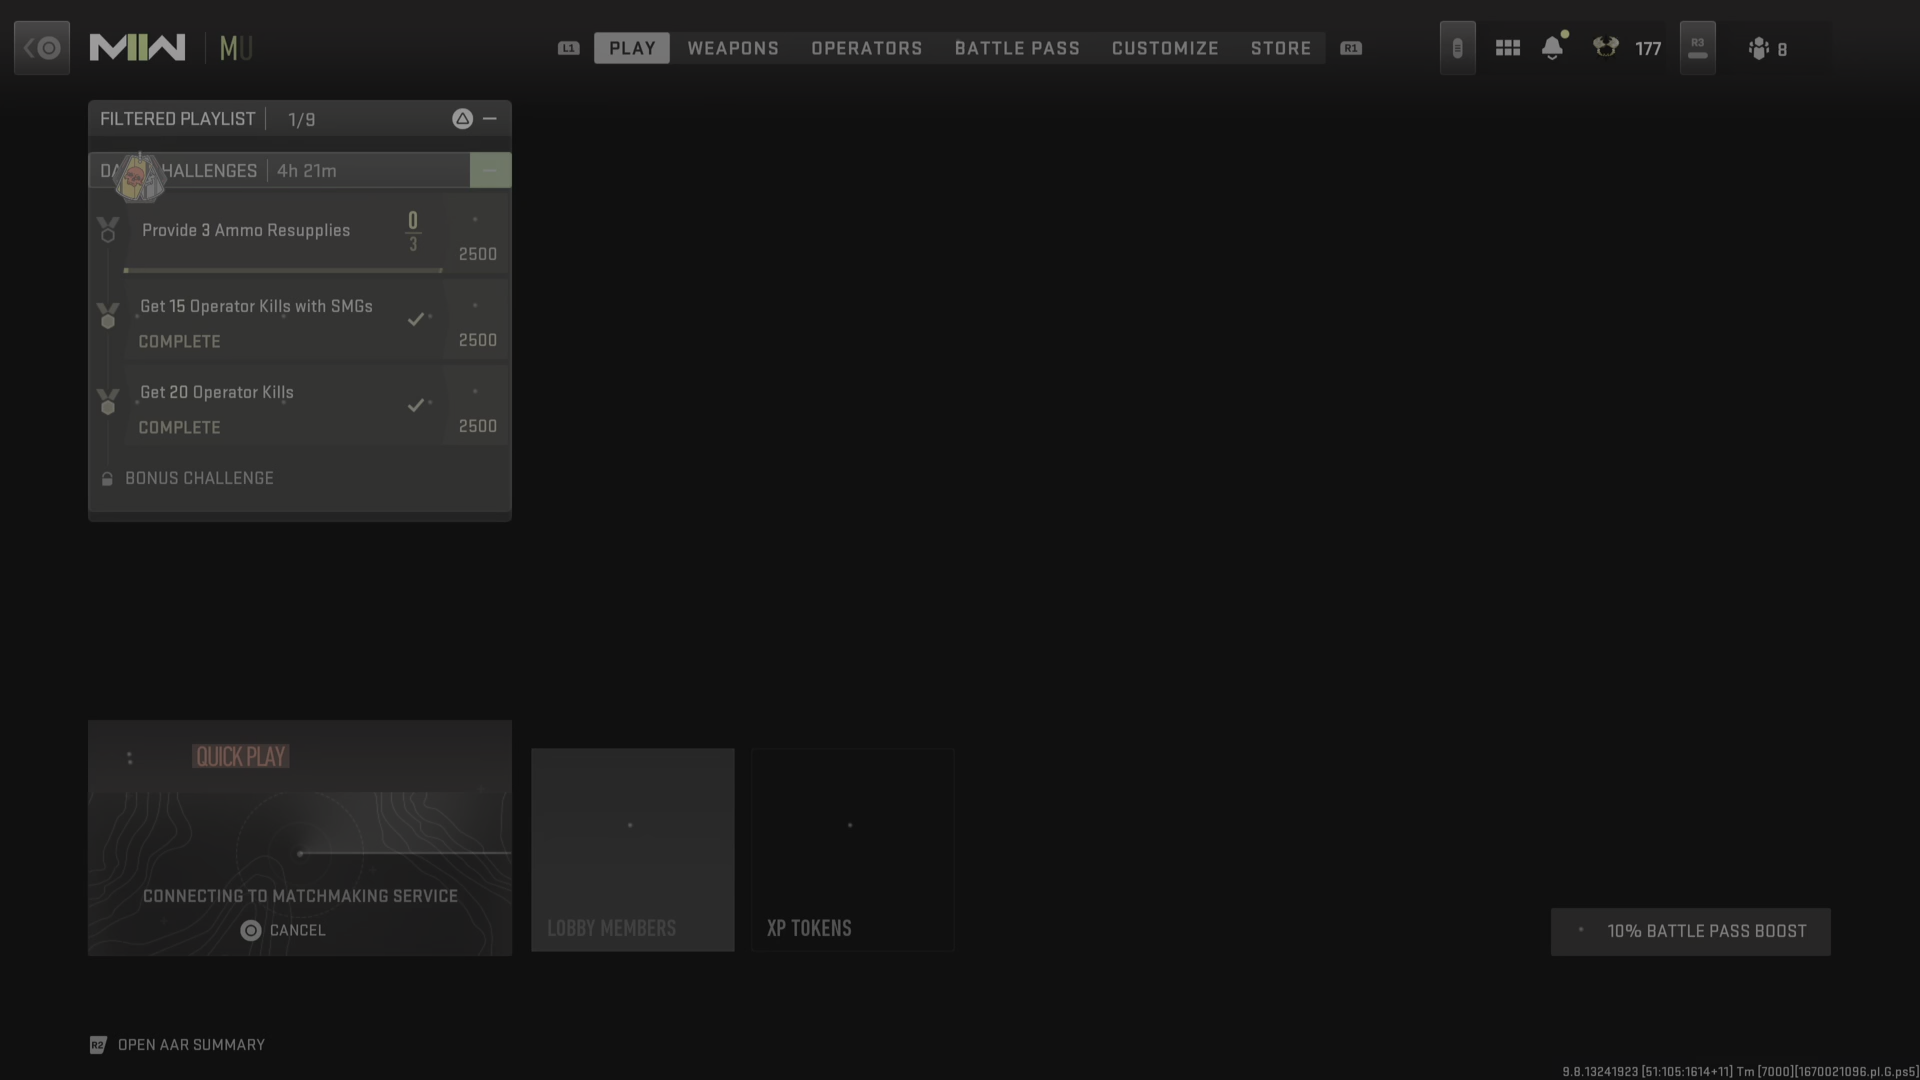 MW MU
L1 PLAY WEAPONS OPERATORS BATTLE PASS CUSTOMIZE STORE R1
177 R3 8
FILTERED PLAYLIST 1/9
DA HALLENGES 4h 21m
Provide 3 Ammo Resupplies 0/3 2500
Get 15 Operator Kills with SMGs
COMPLETE 2500
Get 20 Operator Kills
COMPLETE 2500
BONUS CHALLENGE
QUICK PLAY
CONNECTING TO MATCHMAKING SERVICE
CANCEL
LOBBY MEMBERS
XP TOKENS
10% BATTLE PASS BOOST
R2 OPEN AAR SUMMARY
9.8.13241923 [51:105:1614+11] Tm [7000][1670021096.pl.G.ps5]